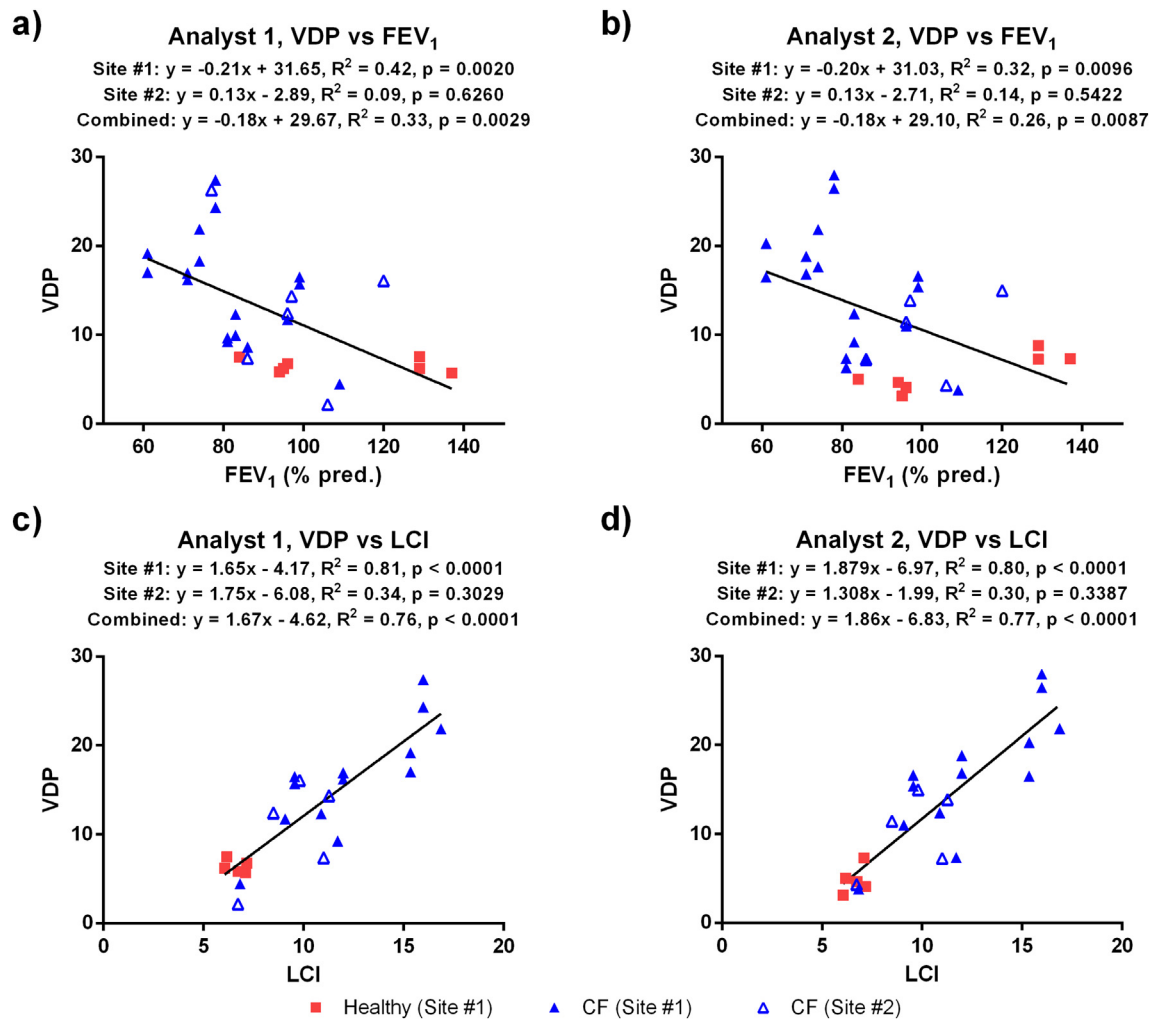 a)
Analyst 1, VDP vs FEV₁
Site #1: y = -0.21x + 31.65, R² = 0.42, p = 0.0020
Site #2: y = 0.13x - 2.89, R² = 0.09, p = 0.6260
Combined: y = -0.18x + 29.67, R² = 0.33, p = 0.0029
30
20
10
0
VDP
60 80 100 120 140
FEV₁ (% pred.)
b)
Analyst 2, VDP vs FEV₁
Site #1: y = -0.20x + 31.03, R² = 0.32, p = 0.0096
Site #2: y = 0.13x - 2.71, R² = 0.14, p = 0.5422
Combined: y = -0.18x + 29.10, R² = 0.26, p = 0.0087
30
20
10
0
VDP
60 80 100 120 140
FEV₁ (% pred.)
c)
Analyst 1, VDP vs LCI
Site #1: y = 1.65x - 4.17, R² = 0.81, p < 0.0001
Site #2: y = 1.75x - 6.08, R² = 0.34, p = 0.3029
Combined: y = 1.67x - 4.62, R² = 0.76, p < 0.0001
30
20
10
0
VDP
0 5 10 15 20
LCI
d)
Analyst 2, VDP vs LCI
Site #1: y = 1.879x - 6.97, R² = 0.80, p < 0.0001
Site #2: y = 1.308x - 1.99, R² = 0.30, p = 0.3387
Combined: y = 1.86x - 6.83, R² = 0.77, p < 0.0001
30
20
10
0
VDP
0 5 10 15 20
LCI
Healthy (Site #1) CF (Site #1) CF (Site #2)